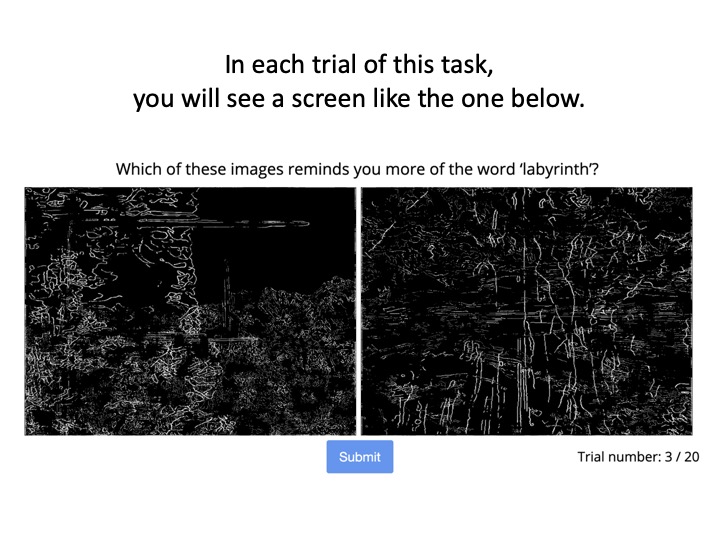 In each trial of this task,
you will see a screen like the one below.
Which of these images reminds you more of the word ‘labyrinth’?
Submit
Trial number: 3 / 20